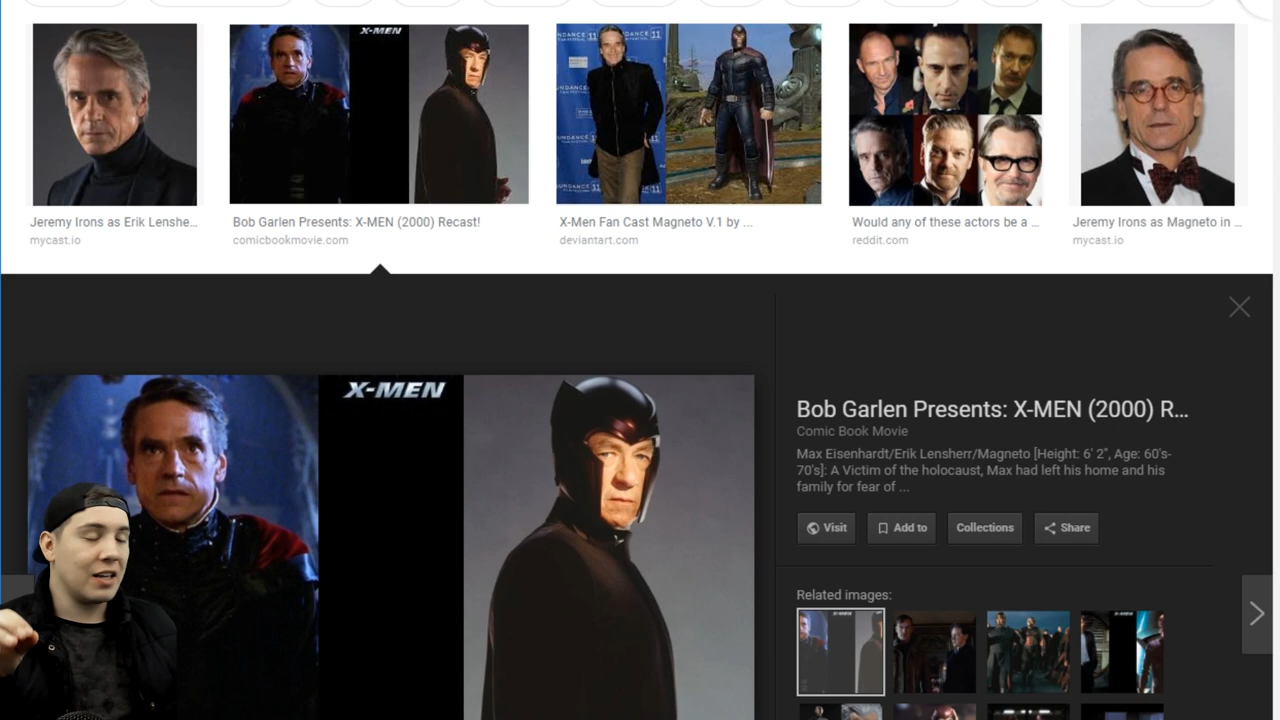 X-MEN
SUNDANCE 11
Jeremy Irons as Erik Lenshe...
mycast.io
Bob Garlen Presents: X-MEN (2000) Recast!
comicbookmovie.com
X-Men Fan Cast Magneto V.1 by ...
deviantart.com
Would any of these actors be a ...
reddit.com
Jeremy Irons as Magneto in ...
mycast.io
X-MEN
Bob Garlen Presents: X-MEN (2000) R...
Comic Book Movie
Max Eisenhardt/Erik Lensherr/Magneto [Height: 6' 2", Age: 60's-
70's]: A Victim of the holocaust, Max had left his home and his
family for fear of ...
Visit
Add to
Collections
Share
Related images: